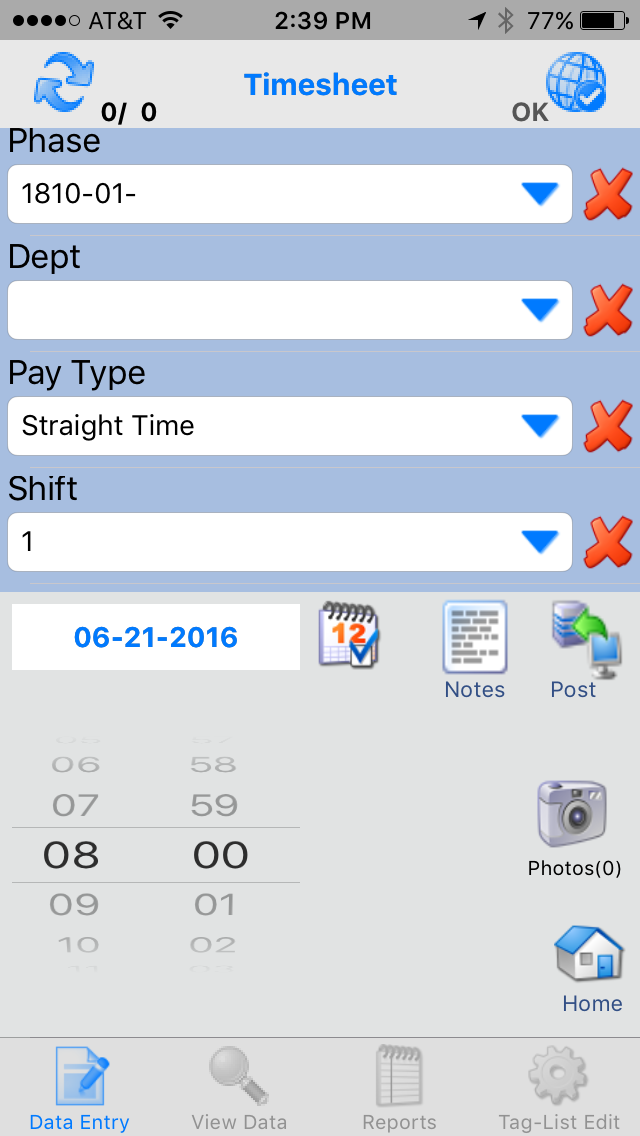 AT&T 2:39 PM 77%
Timesheet
0/ 0 OK
Phase
1810-01-
Dept
Pay Type
Straight Time
Shift
1
06-21-2016
12
Notes Post
06 58
07 59
08 00
09 01
10 02
Photos(0)
Home
Data Entry View Data Reports Tag-List Edit